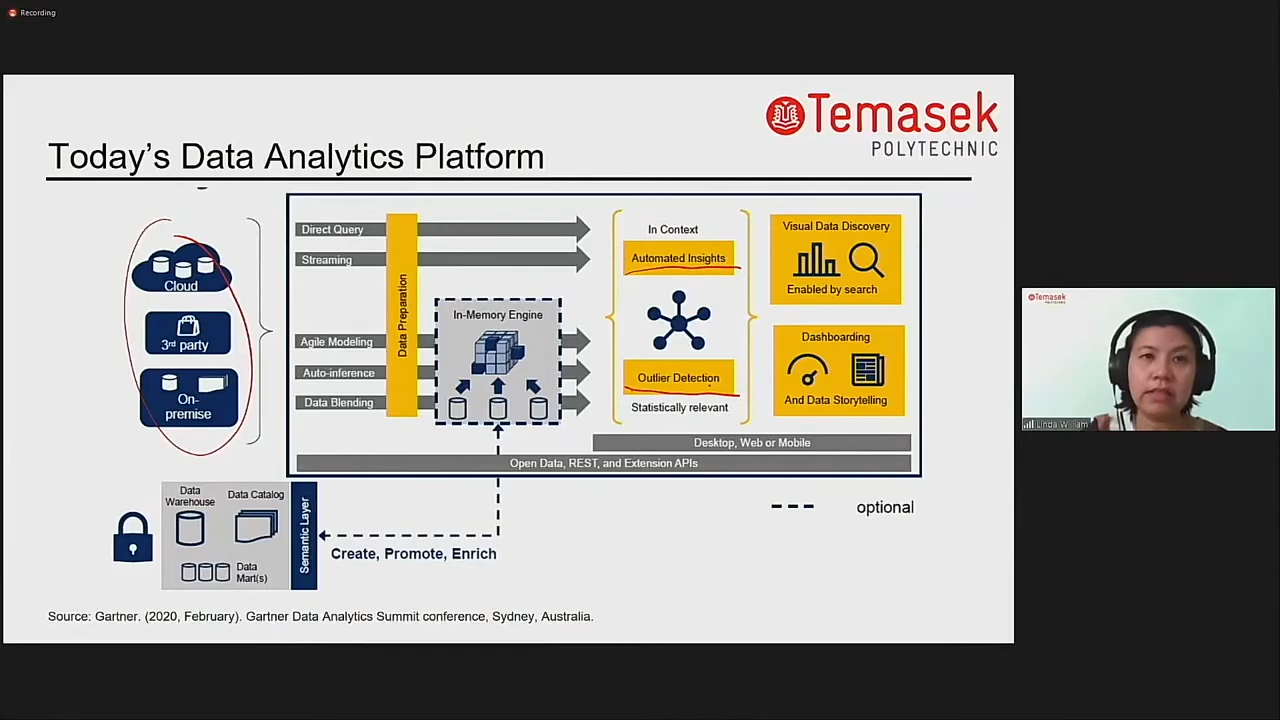 Recording
Temasek
POLYTECHNIC
Today's Data Analytics Platform
Cloud
3rd party
On-
premise
Direct Query
Streaming
Agile Modeling
Auto-inference
Data Blending
Data Preparation
In-Memory Engine
In Context
Automated Insights
Outlier Detection
Statistically relevant
Visual Data Discovery
Enabled by search
Dashboarding
And Data Storytelling
Desktop, Web or Mobile
Open Data, REST, and Extension APIs
Data
Warehouse
Data Catalog
Data
Mart(s)
Semantic Layer
Create, Promote, Enrich
optional
Source: Gartner. (2020, February). Gartner Data Analytics Summit conference, Sydney, Australia.
Temasek
POLYTECHNIC
Linda William